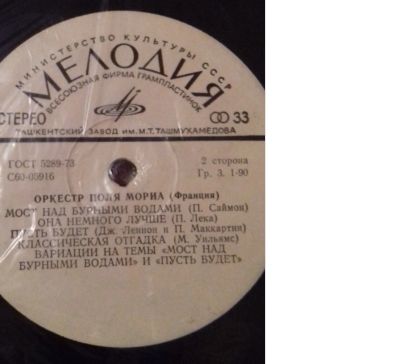 МИНИСТЕРСТВО КУЛЬТУРЫ СССР
МЕЛОДИЯ
ВСЕСОЮЗНАЯ ФИРМА ГРАМПЛАСТИНОК
СТЕРЕО
33
ТАШКЕНТСКИЙ ЗАВОД ИМ. М.Т. ТАШМУХАМЕДОВА
ГОСТ 5289-73
2 сторона
С60-05916
Гр. 3. 1-90
ОРКЕСТР ПОЛЯ МОРИА (Франция)
МОСТ НАД БУРНЫМИ ВОДАМИ (П. Саймон)
ОНА НЕМНОГО ЛУЧШЕ (П. Лека)
ПУСТЬ БУДЕТ (Дж. Леннон и П. Маккартни)
КЛАССИЧЕСКАЯ ОТГАДКА (М. Уильямс)
ВАРИАЦИИ НА ТЕМЫ «МОСТ НАД
БУРНЫМИ ВОДАМИ» И «ПУСТЬ БУДЕТ»